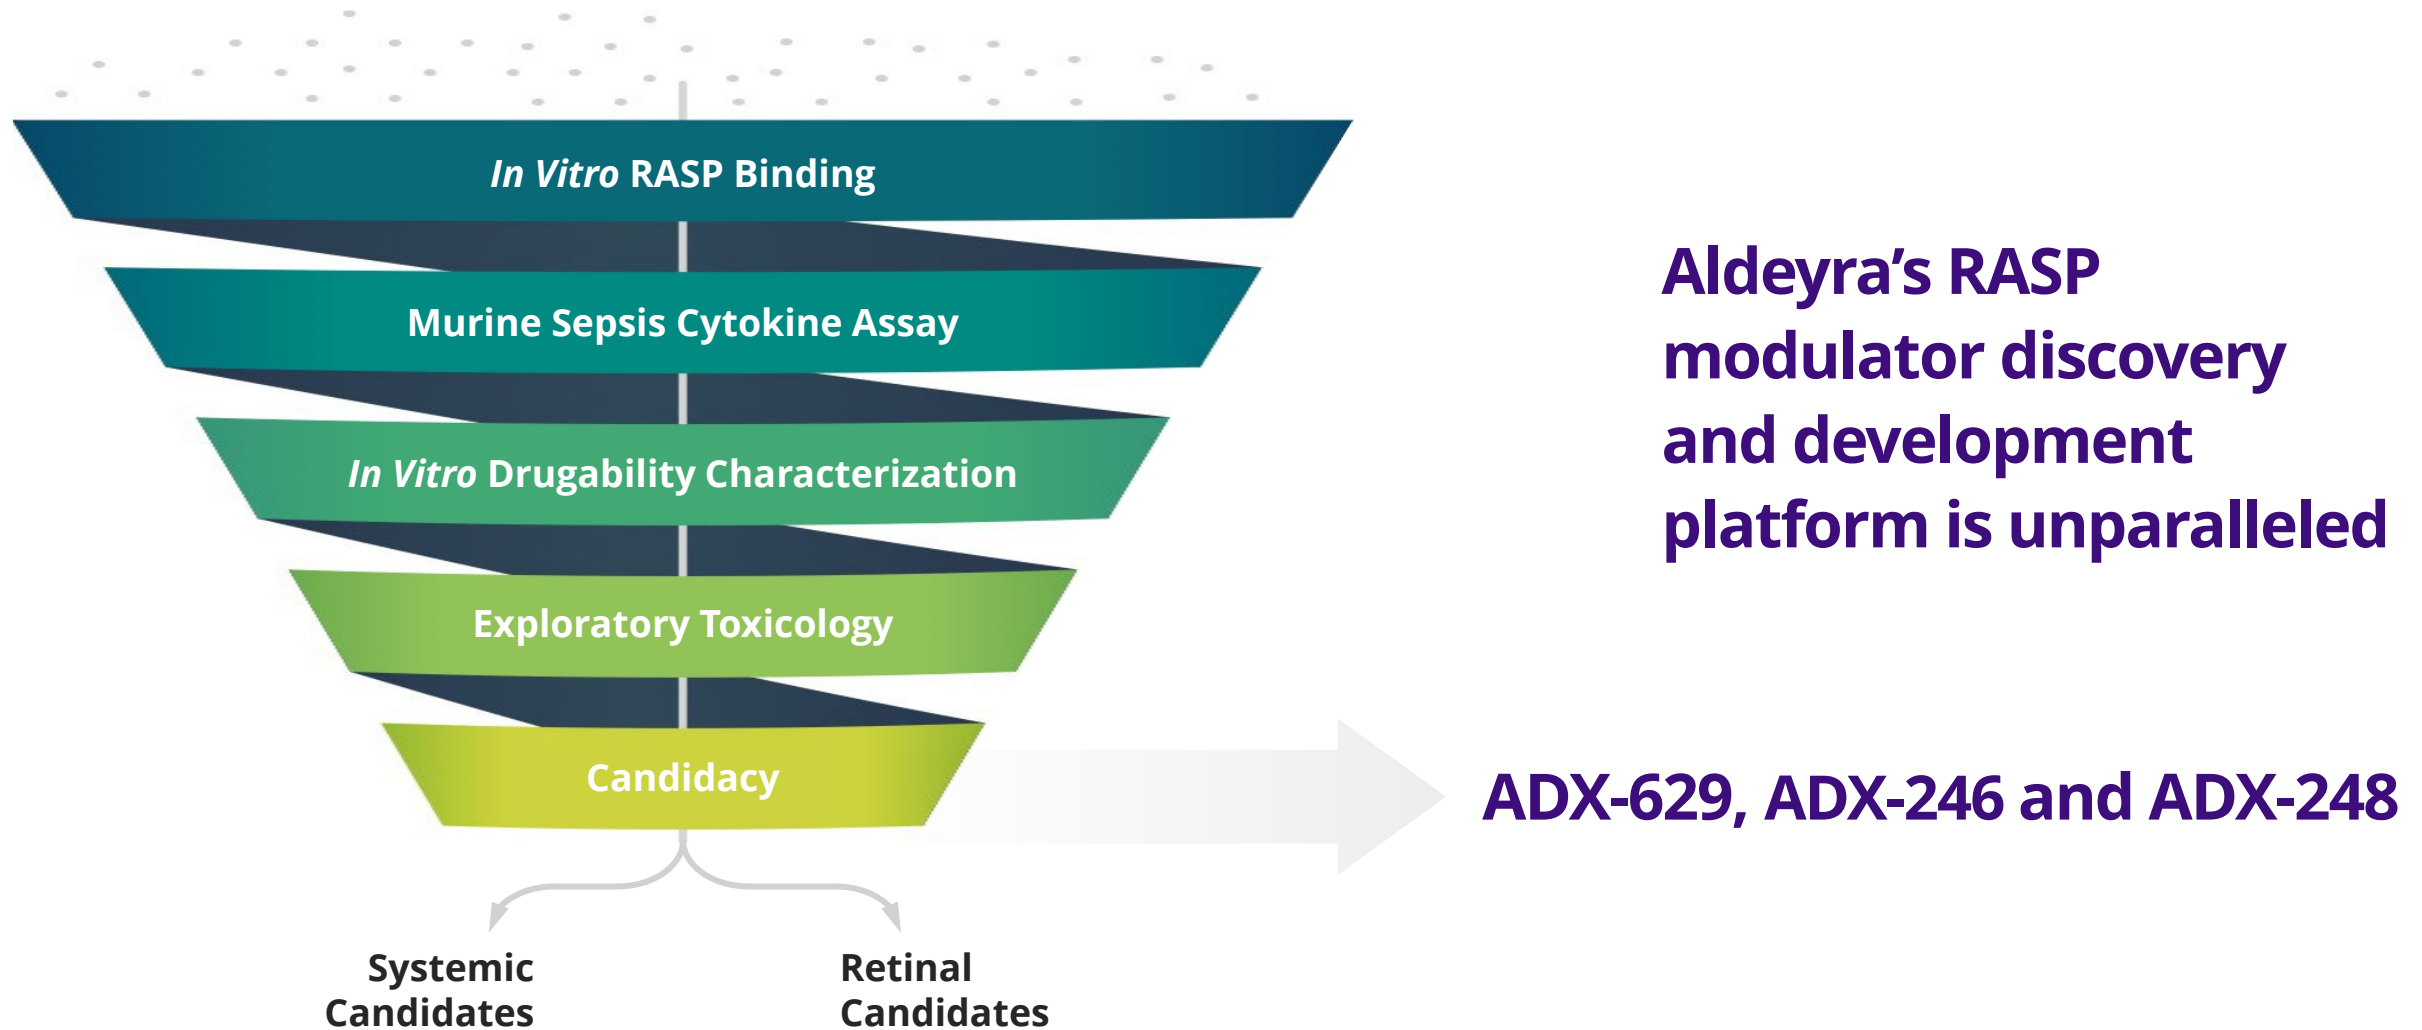 In Vitro RASP Binding
Murine Sepsis Cytokine Assay
In Vitro Drugability Characterization
Exploratory Toxicology
Candidacy
Systemic
Candidates
Retinal
Candidates
Aldeyra’s RASP
modulator discovery
and development
platform is unparalleled
ADX-629, ADX-246 and ADX-248